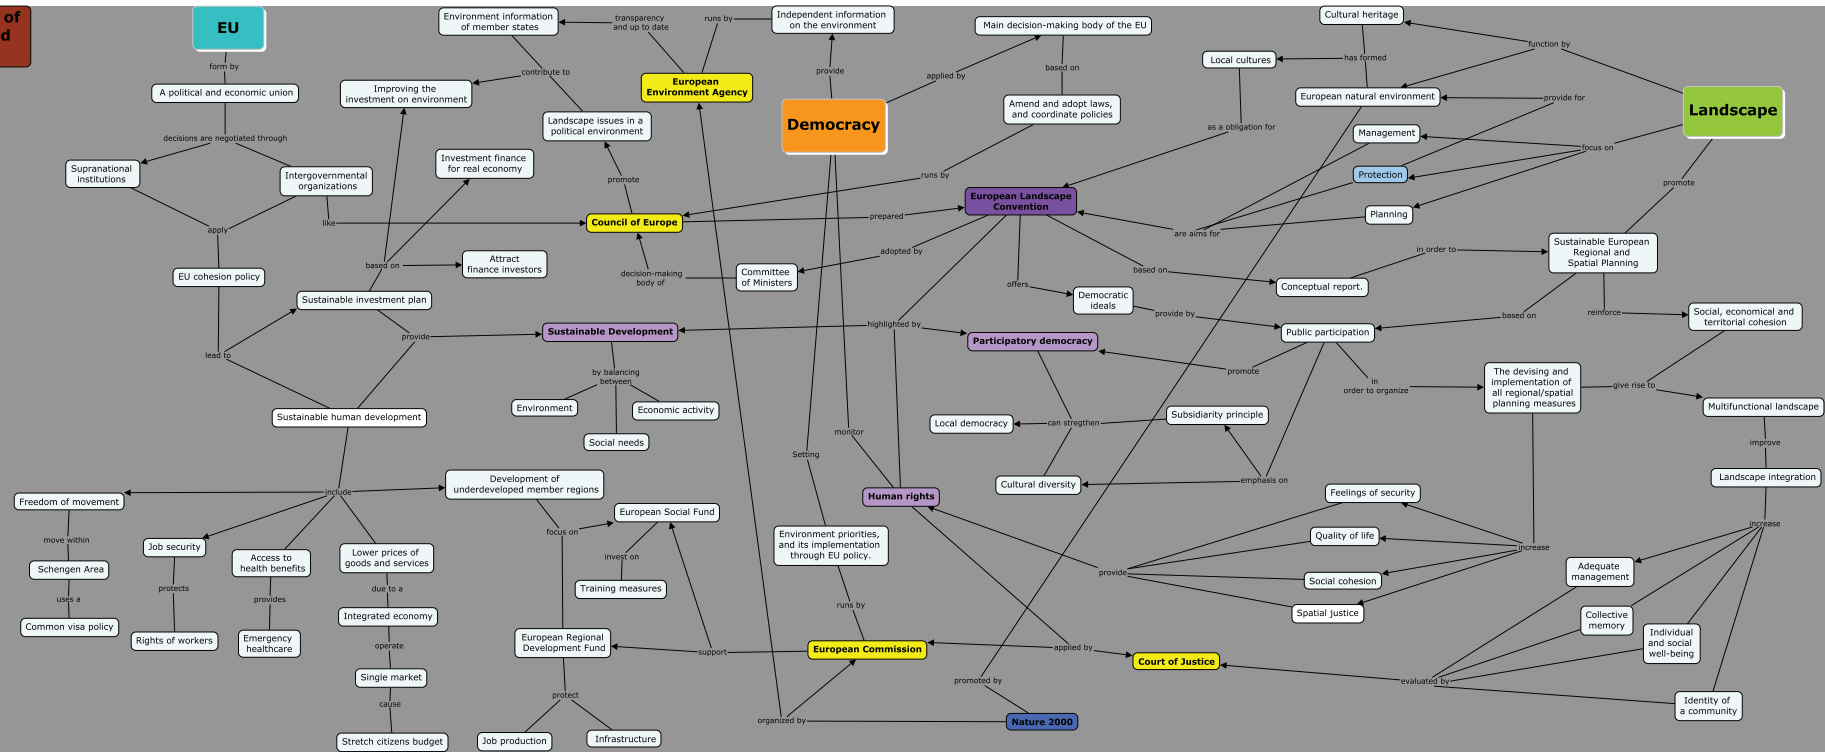 of
d
EU
form by
A political and economic union
decisions are negotiated through
Supranational
institutions
Intergovernmental
organizations
like
apply
EU cohesion policy
lead to
Environment information
of member states
transparency
and up to date
runs by
Independent information
on the environment
contribute to
Improving the
investment on environment
European
Environment Agency
provide
Landscape issues in a
political environment
Investment finance
for real economy
promote
Council of Europe
prepared
based on
Attract
finance investors
Sustainable investment plan
decision-making
body of
Committee
of Ministers
adopted by
provide
Sustainable Development
by balancing
between
Environment
Economic activity
Social needs
Sustainable human development
include
Freedom of movement
move within
Schengen Area
uses a
Common visa policy
Job security
protects
Rights of workers
Access to
health benefits
provides
Emergency
healthcare
Lower prices of
goods and services
due to a
Integrated economy
operate
Single market
cause
Stretch citizens budget
Development of
underdeveloped member regions
focus on
European Social Fund
invest on
Training measures
European Regional
Development Fund
support
protect
Job production
Infrastructure
Democracy
applied by
Main decision-making body of the EU
based on
Amend and adopt laws,
and coordinate policies
runs by
monitor
Setting
Environment priorities,
and its implementation
through EU policy.
runs by
European Commission
organized by
Human rights
applied by
Court of Justice
promoted by
Nature 2000
European Landscape
Convention
offers
Democratic
ideals
provide by
based on
Conceptual report.
in order to
highlighted by
Participatory democracy
promote
Public participation
can stregthen
Local democracy
Subsidiarity principle
Cultural diversity
emphasis on
in
order to organize
Cultural heritage
function by
Local cultures
has formed
European natural environment
provide for
as a obligation for
Management
focus on
Protection
Planning
are aims for
Landscape
promote
Sustainable European
Regional and
Spatial Planning
based on
reinforce
Social, economical and
territorial cohesion
The devising and
implementation of
all regional/spatial
planning measures
give rise to
Multifunctional landscape
improve
Landscape integration
increase
Feelings of security
Quality of life
increase
provide
Social cohesion
Spatial justice
Adequate
management
Collective
memory
Individual
and social
well-being
evaluated by
Identity of
a community